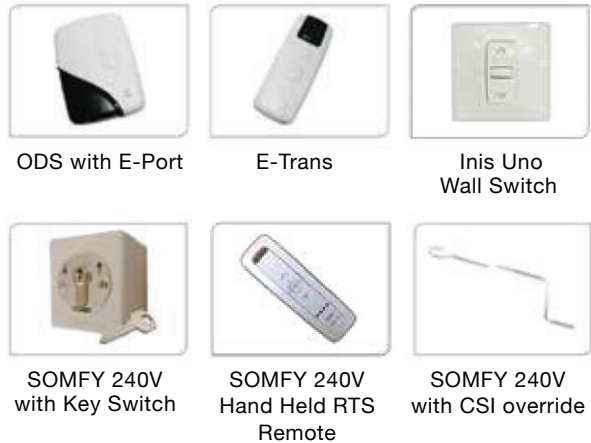 ODS with E-Port
E-Trans
Inis Uno
Wall Switch
SOMFY 240V
with Key Switch
SOMFY 240V
Hand Held RTS
Remote
SOMFY 240V
with CSI override